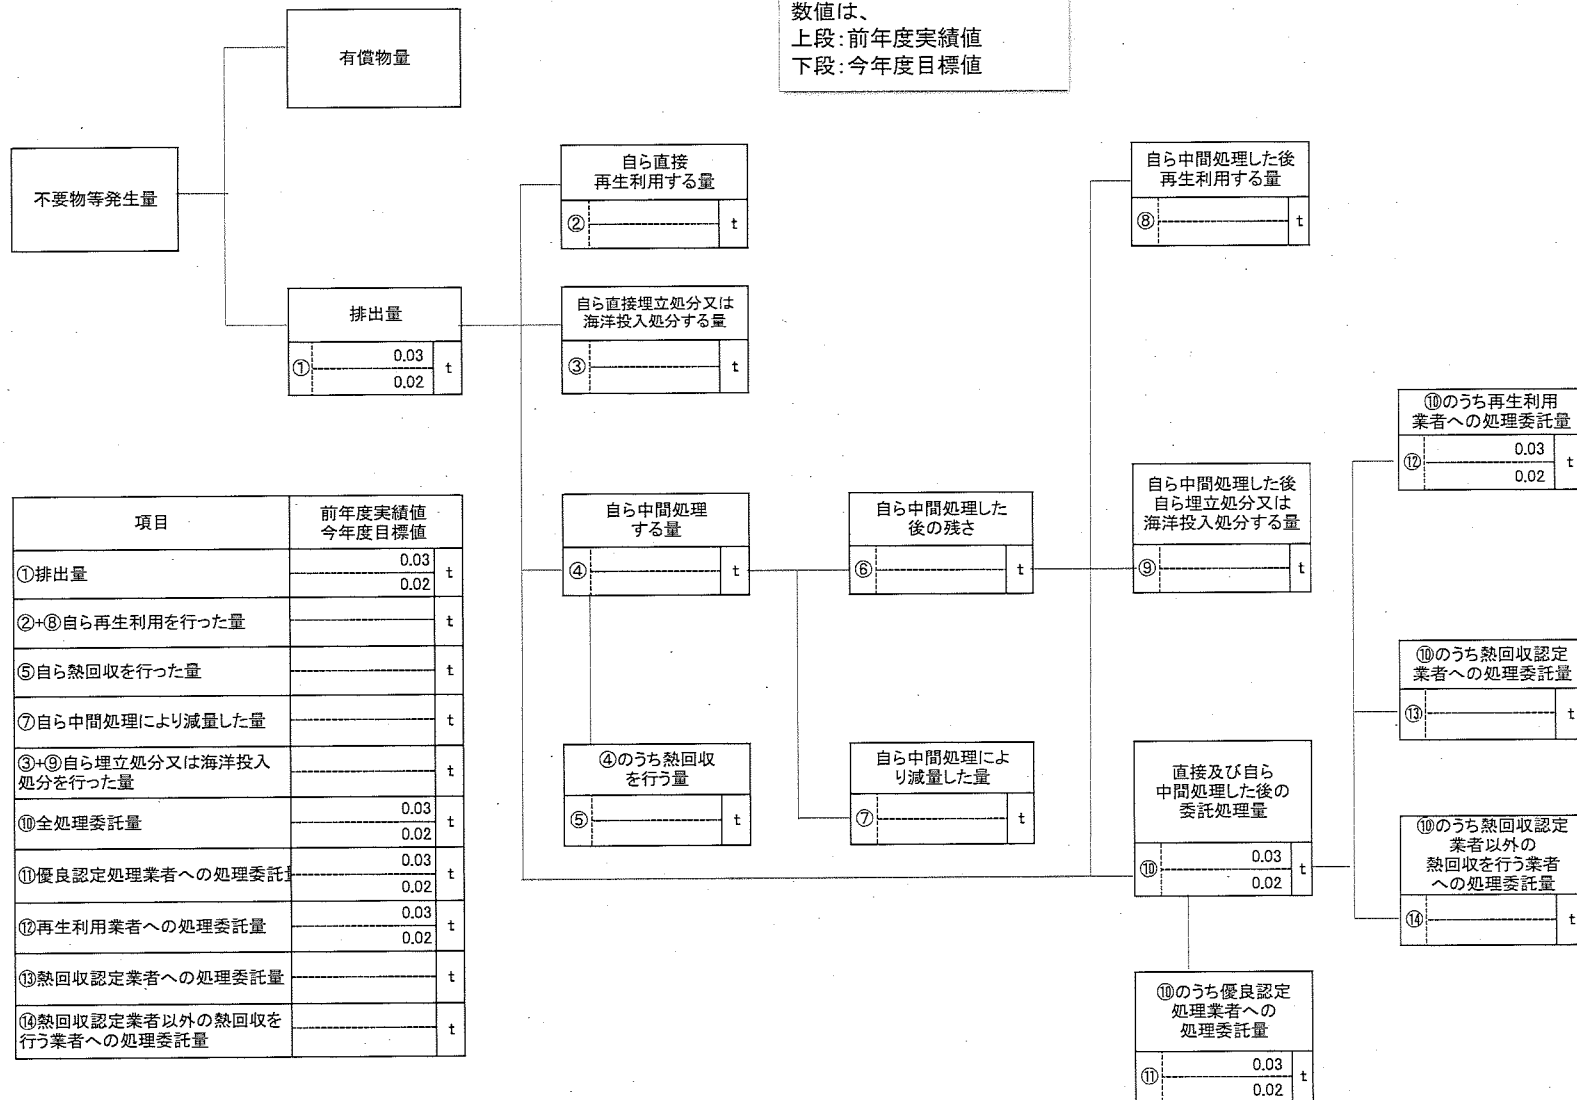 数値は、
上段：前年度実績値
下段：今年度目標値
有償物量
不要物等発生量
排出量
① 0.03 t
0.02
自ら直接
再生利用する量
② t
自ら直接埋立処分又は
海洋投入処分する量
③ t
自ら中間処理
する量
④ t
④のうち熱回収
を行う量
⑤ t
自ら中間処理した
後の残さ
⑥ t
自ら中間処理によ
り減量した量
⑦ t
自ら中間処理した後
再生利用する量
⑧ t
自ら中間処理した後
自ら埋立処分又は
海洋投入処分する量
⑨ t
直接及び自ら
中間処理した後の
委託処理量
⑩ 0.03 t
0.02
⑩のうち優良認定
処理業者への
処理委託量
⑪ 0.03 t
0.02
⑩のうち再生利用
業者への処理委託量
⑫ 0.03 t
0.02
⑩のうち熱回収認定
業者への処理委託量
⑬ t
⑩のうち熱回収認定
業者以外の
熱回収を行う業者
への処理委託量
⑭ t
項目 前年度実績値
今年度目標値
①排出量 0.03 t
0.02
②+⑧自ら再生利用を行った量 t
⑤自ら熱回収を行った量 t
⑦自ら中間処理により減量した量 t
③+⑨自ら埋立処分又は海洋投入
処分を行った量 t
⑩全処理委託量 0.03 t
0.02
⑪優良認定処理業者への処理委託 0.03 t
0.02
⑫再生利用業者への処理委託量 0.03 t
0.02
⑬熱回収認定業者への処理委託量 t
⑭熱回収認定業者以外の熱回収を
行う業者への処理委託量 t